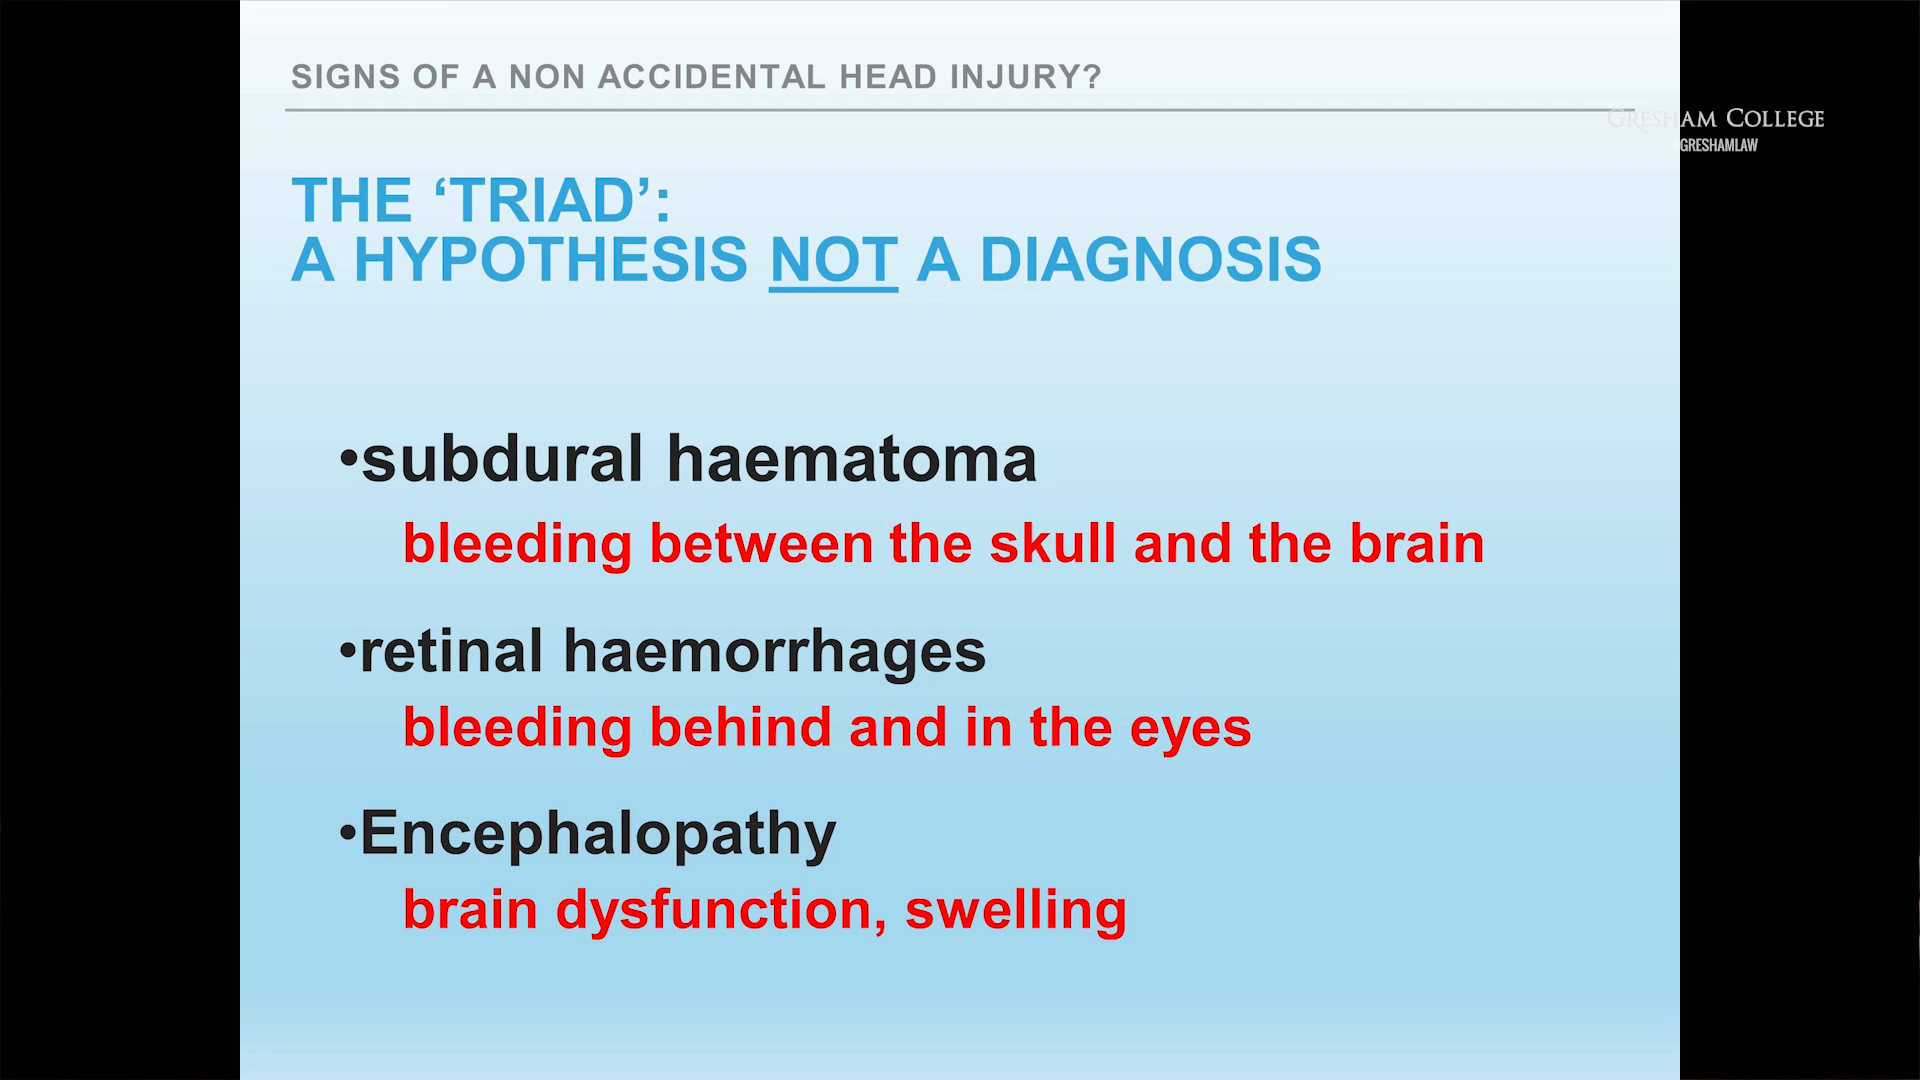 SIGNS OF A NON ACCIDENTAL HEAD INJURY?
GRESHAM COLLEGE
#GRESHAMLAW
THE ‘TRIAD’:
A HYPOTHESIS NOT A DIAGNOSIS
•subdural haematoma
bleeding between the skull and the brain
•retinal haemorrhages
bleeding behind and in the eyes
•Encephalopathy
brain dysfunction, swelling